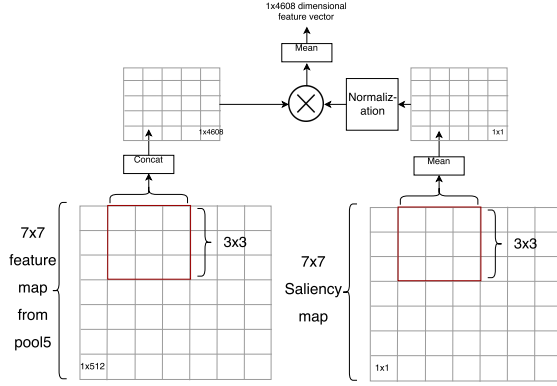 1x4608 dimensional
feature vector
Mean
1x4608
Normaliz-
ation
1x1
Concat
Mean
7x7
feature
map
from
pool5
3x3
1x512
7x7
Saliency
map
3x3
1x1